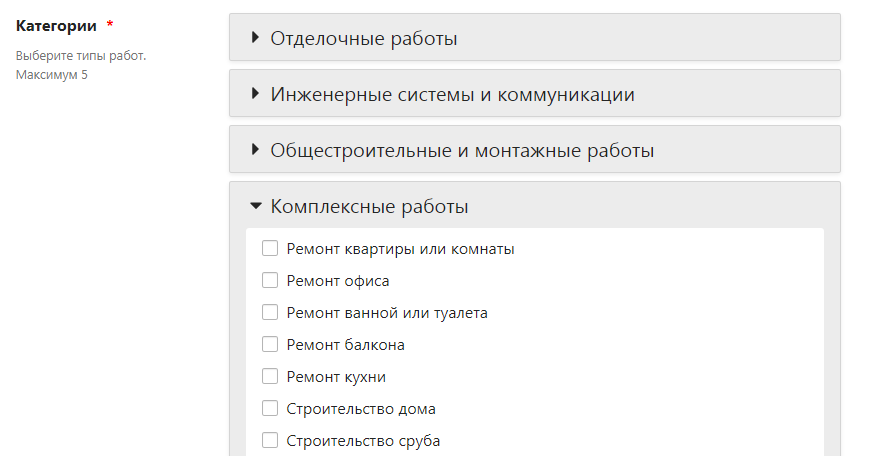 Категории *
Выберите типы работ.
Максимум 5
Отделочные работы
Инженерные системы и коммуникации
Общестроительные и монтажные работы
Комплексные работы
Ремонт квартиры или комнаты
Ремонт офиса
Ремонт ванной или туалета
Ремонт балкона
Ремонт кухни
Строительство дома
Строительство сруба